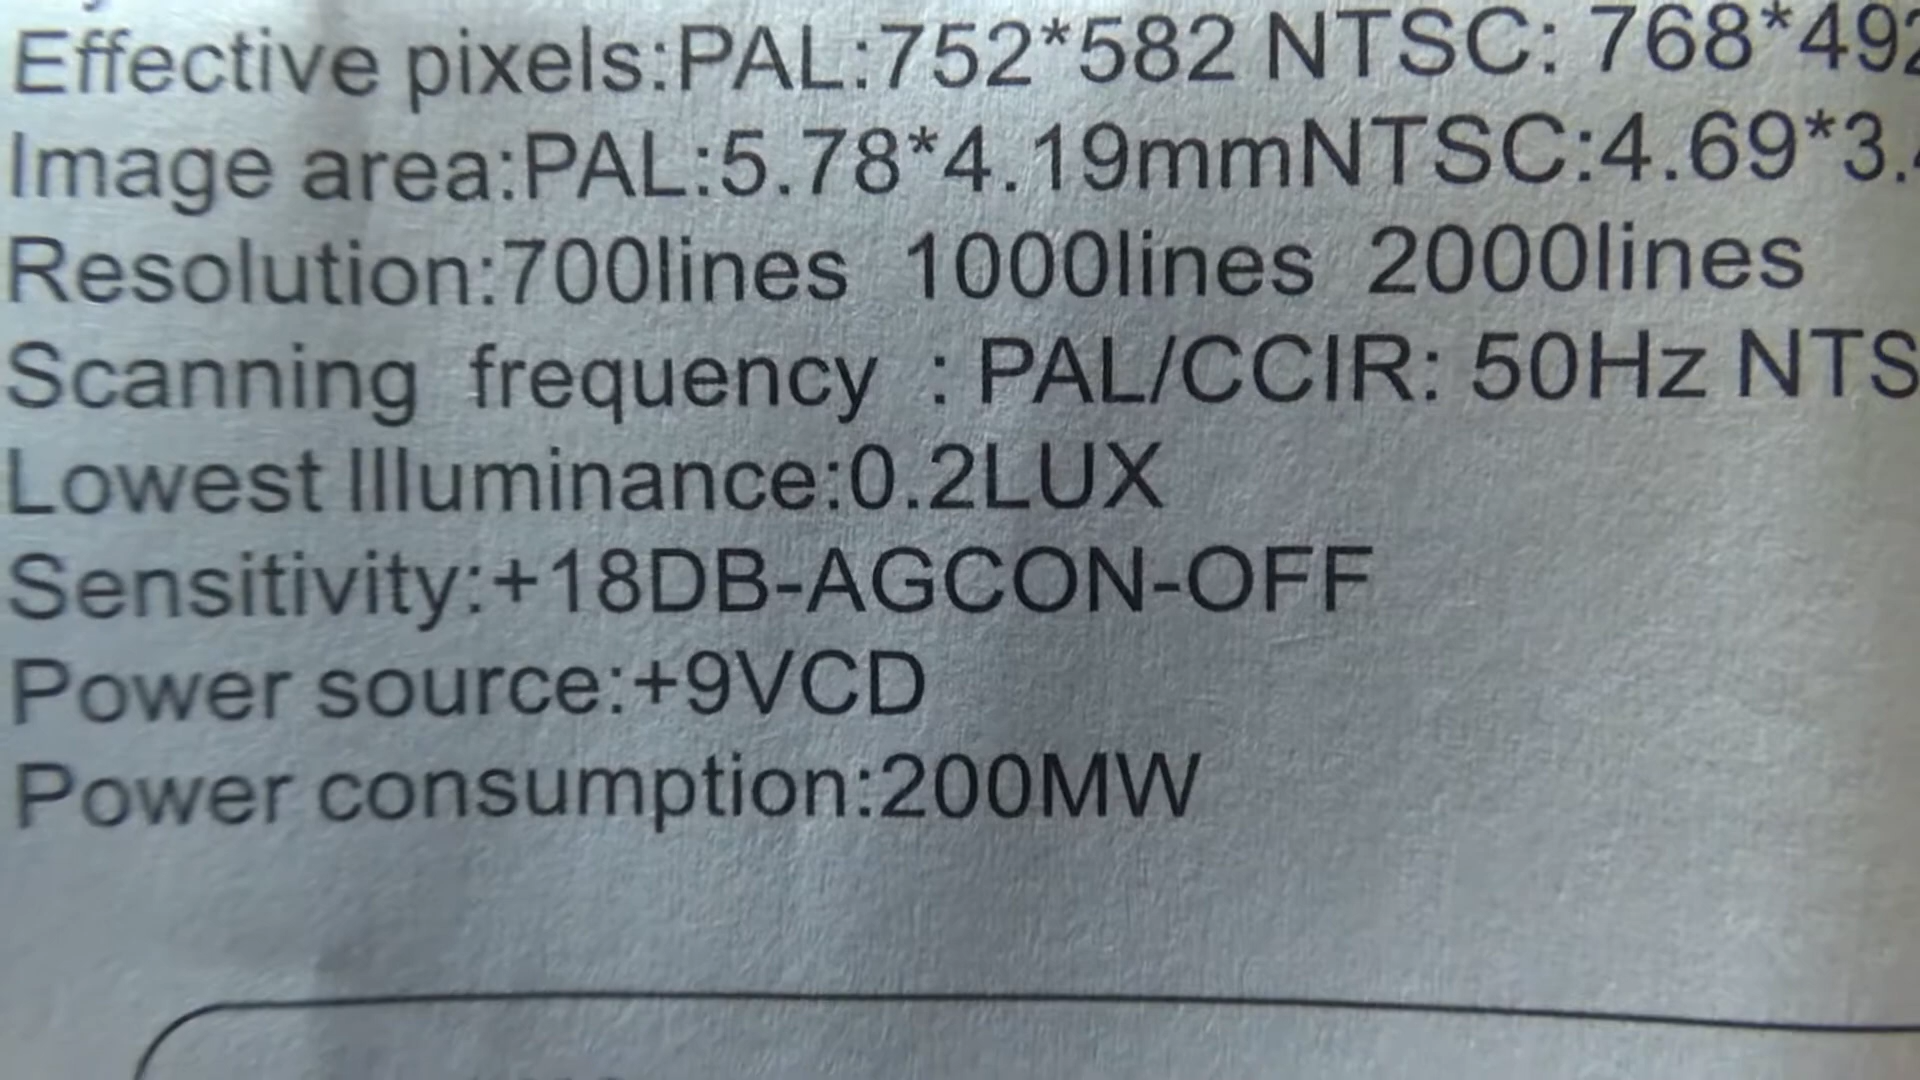 Effective pixels:PAL:752*582 NTSC: 768*492
Image area:PAL:5.78*4.19mmNTSC:4.69*3.
Resolution:700lines 1000lines 2000lines
Scanning frequency : PAL/CCIR: 50Hz NTS
Lowest Illuminance:0.2LUX
Sensitivity:+18DB-AGCON-OFF
Power source:+9VCD
Power consumption:200MW